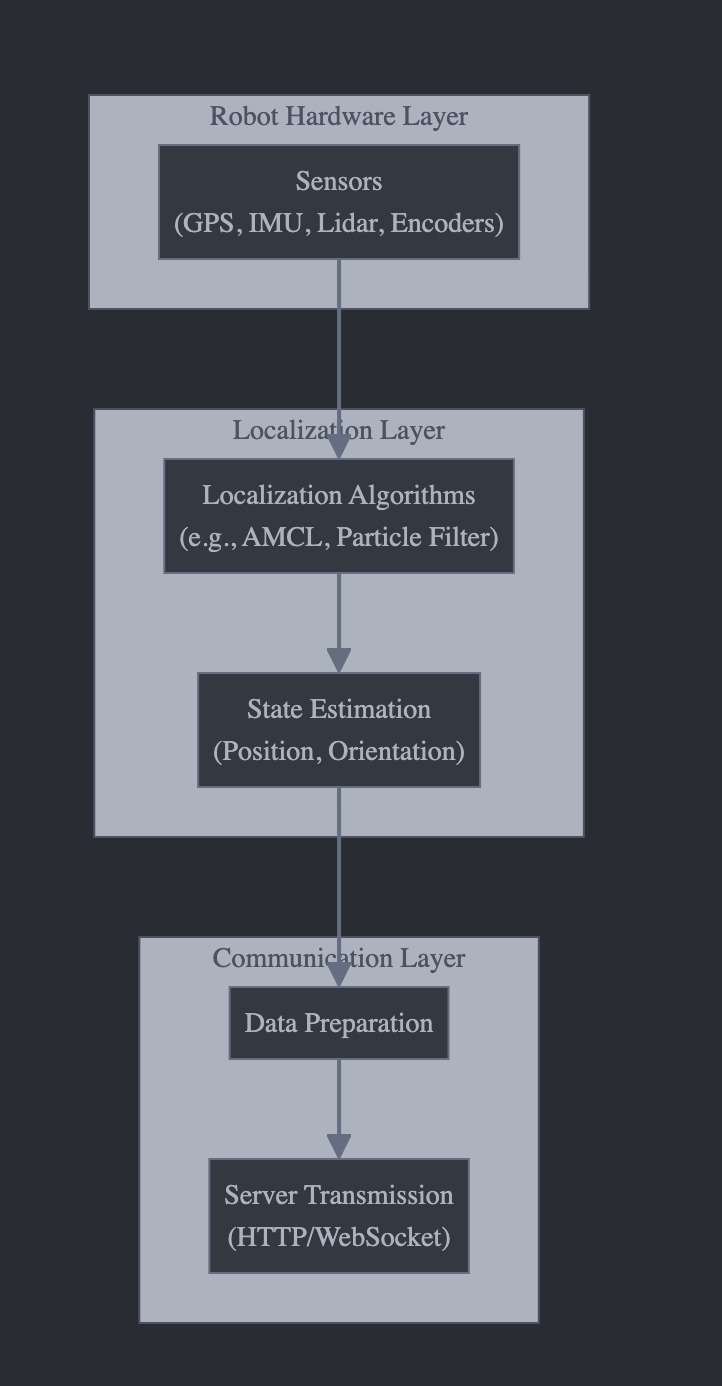 Robot Hardware Layer
Sensors
(GPS, IMU, Lidar, Encoders)
Localization Layer
Localization Algorithms
(e.g., AMCL, Particle Filter)
State Estimation
(Position, Orientation)
Communication Layer
Data Preparation
Server Transmission
(HTTP/WebSocket)